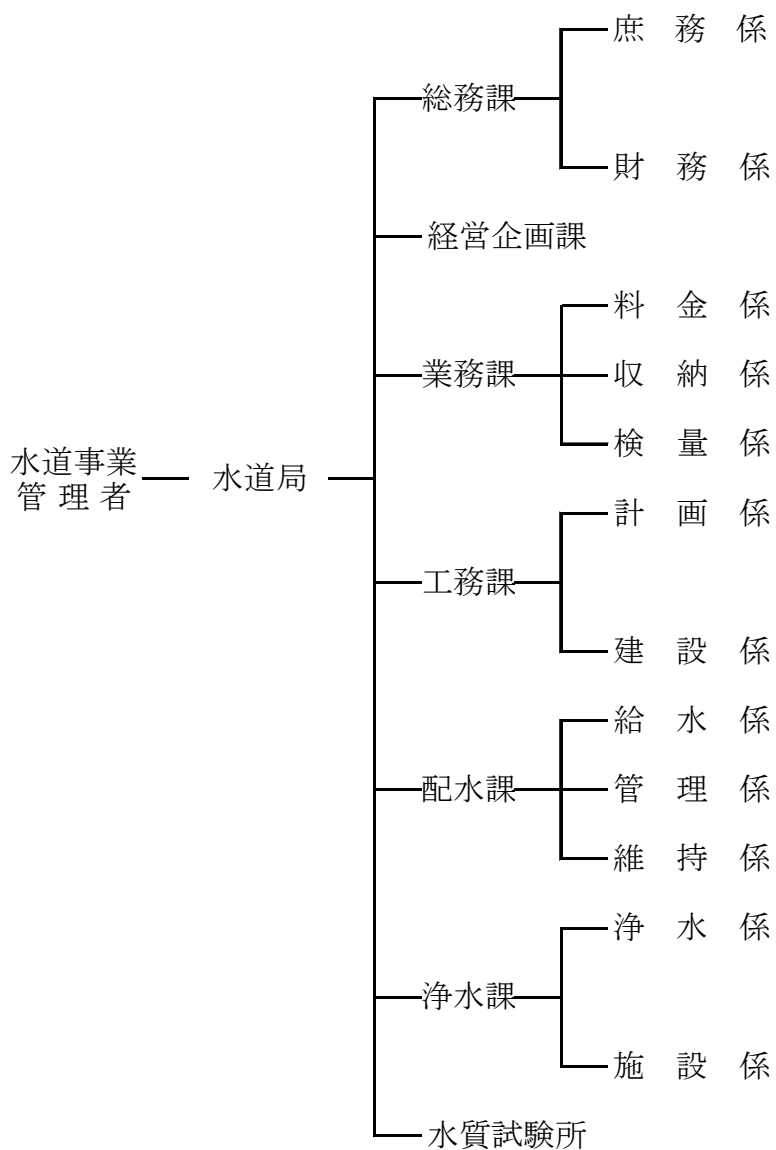 水道事業
管理者
水道局
総務課
庶務係
財務係
経営企画課
業務課
料金係
収納係
検量係
工務課
計画係
建設係
配水課
給水係
管理係
維持係
浄水課
浄水係
施設係
水質試験所